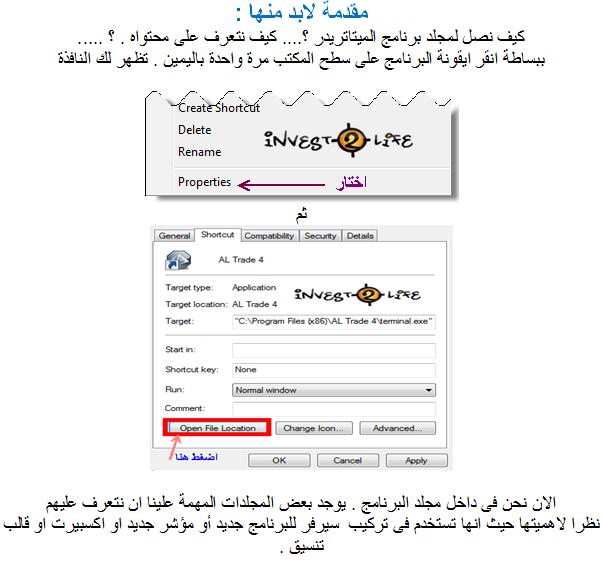 مقدمة لابد منها :
كيف نصل لمجلد برنامج الميتاتريدر ؟.... كيف نتعرف على محتواه . ؟ .....
ببساطة انقر ايقونة البرنامج على سطح المكتب مرة واحدة باليمين . تظهر لك النافذة
Create Shortcut
Delete
INVEST-2-LIFE
Rename
Properties
اختار
ثم
General Shortcut Compatibility Security Details
AL Trade 4
Target type: Application
INVEST-2-LIFE
Target location: AL Trade 4
Target: "C:\Program Files (x86)\AL Trade 4\terminal.exe"
Start in:
Shortcut key: None
Run: Normal window
Comment:
Open File Location Change Icon... Advanced...
اضغط هنا
OK Cancel Apply
الان نحن فى داخل مجلد البرنامج . يوجد بعض المجلدات المهمة علينا ان نتعرف عليهم
نظرا لاهميتها حيث انها تستخدم فى تركيب سيرفر للبرنامج جديد أو مؤشر جديد او اكسبيرت او قالب
تنسيق .